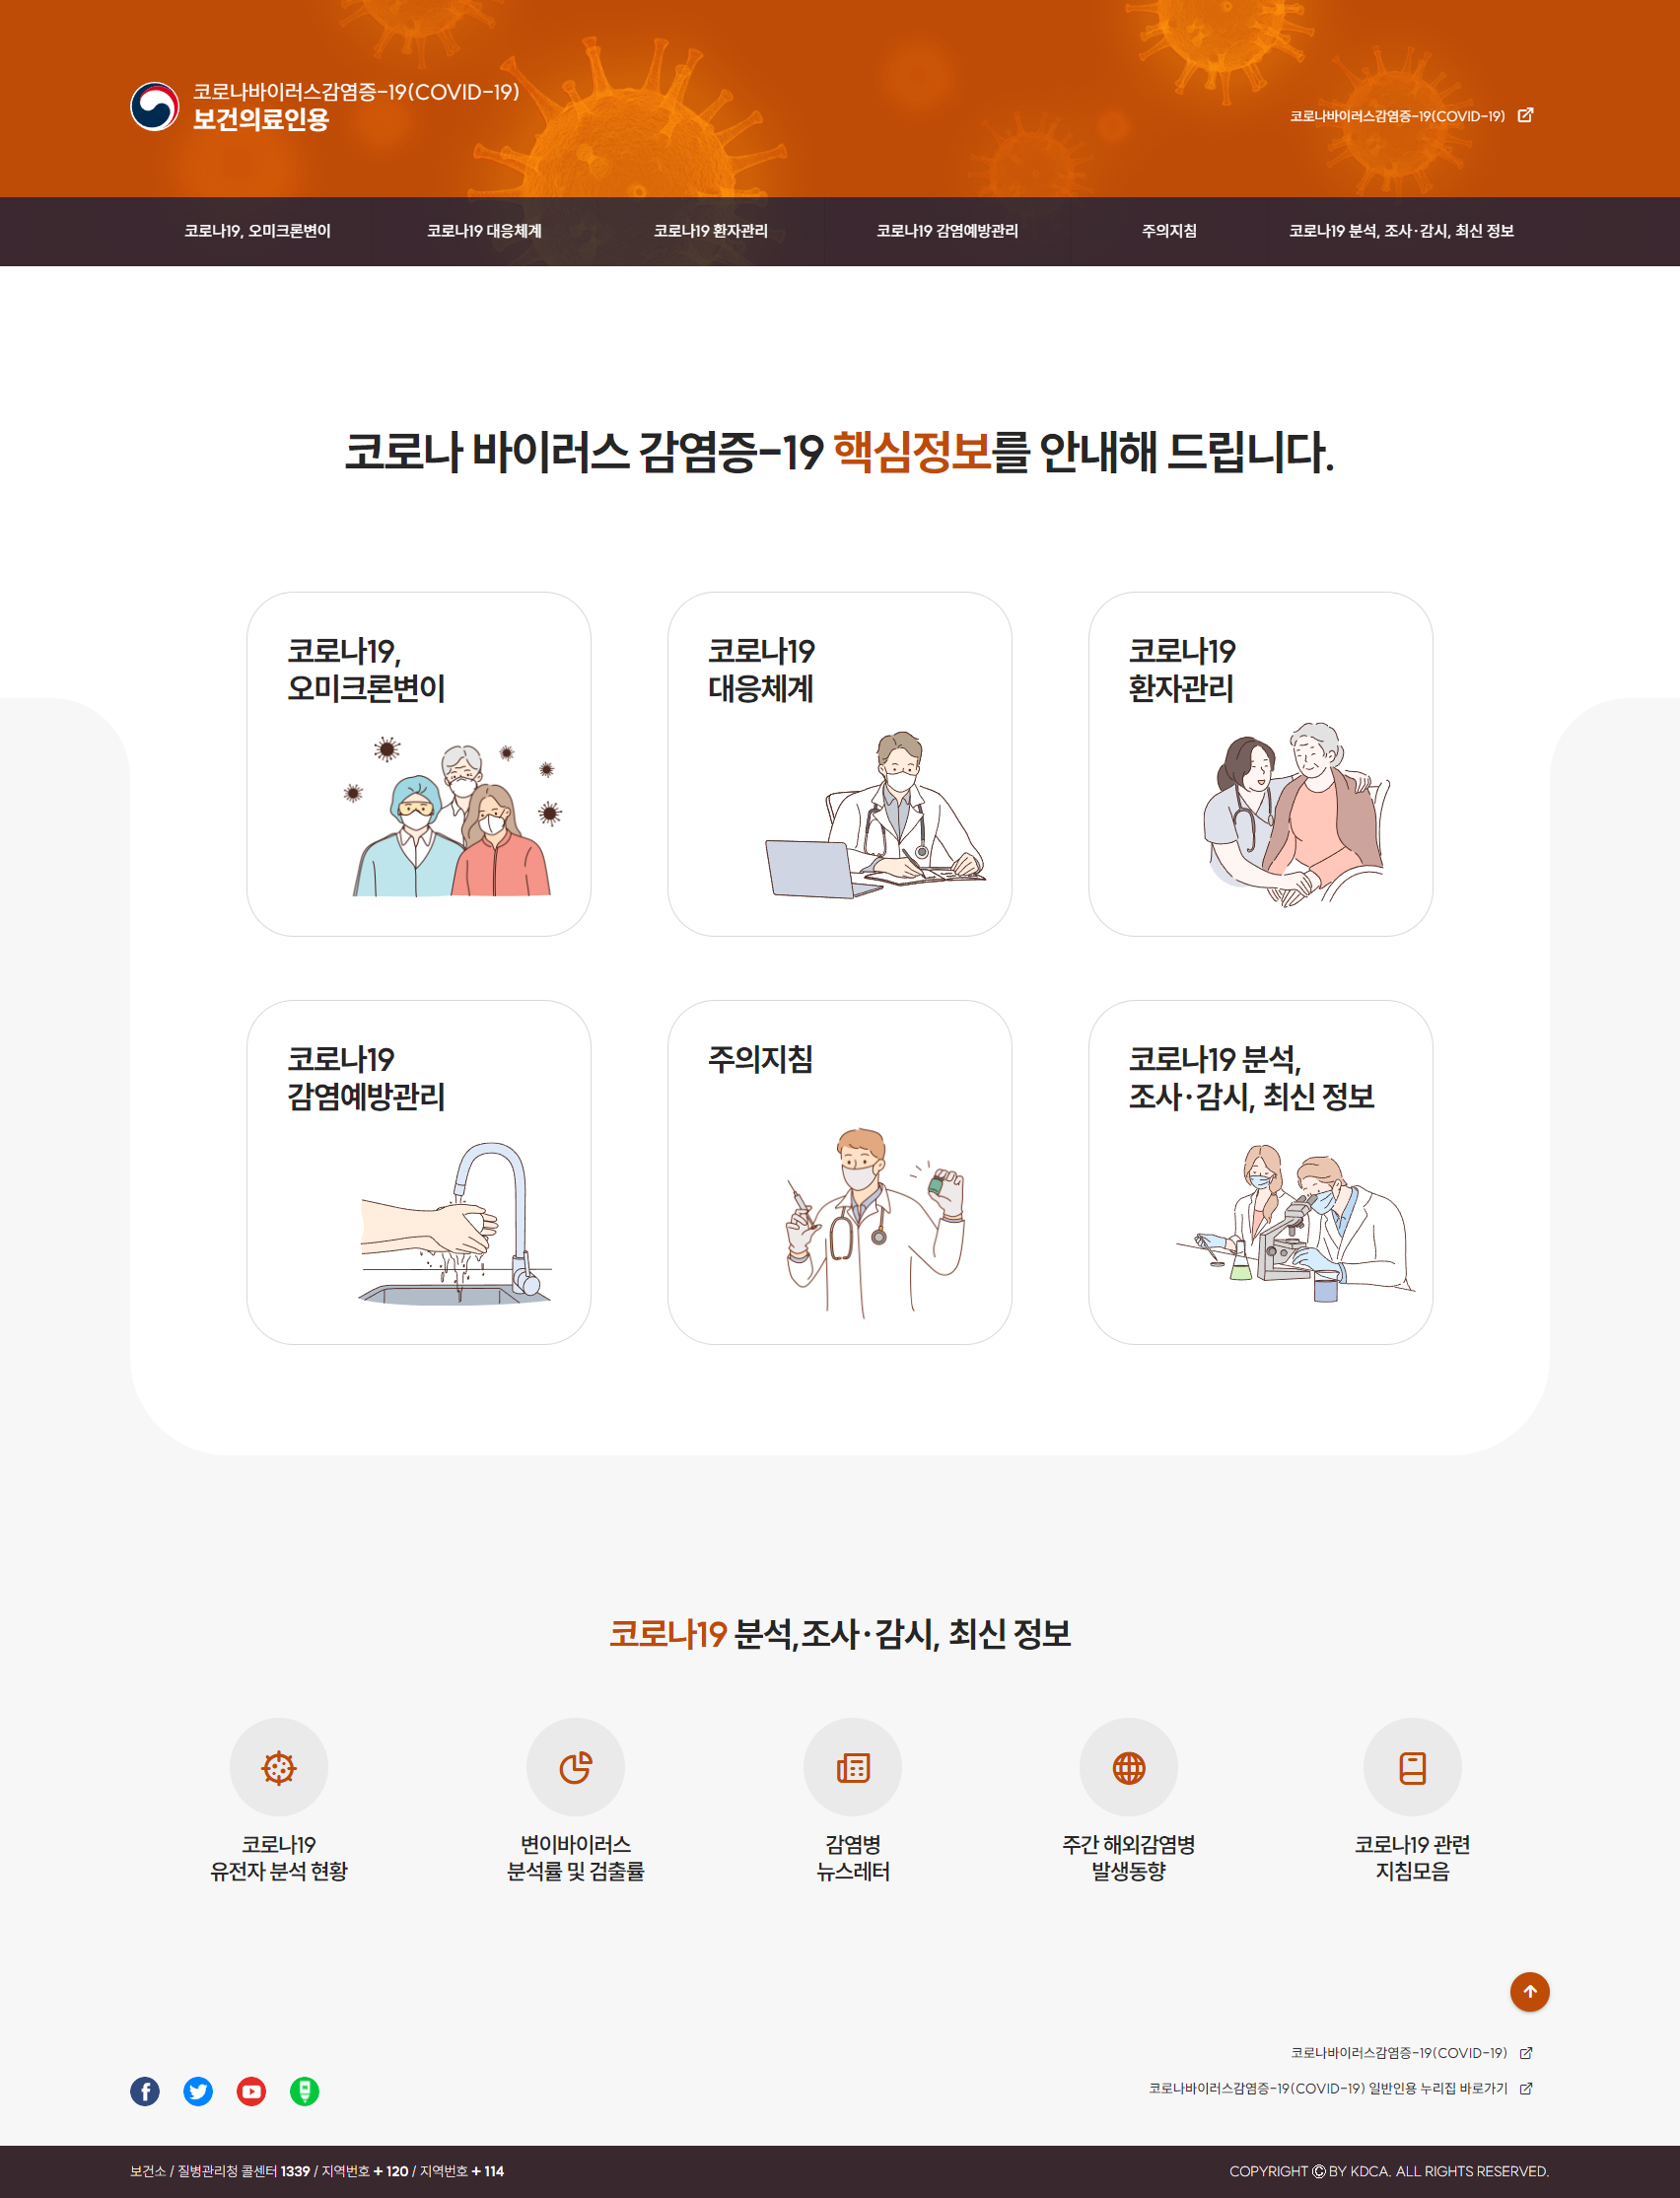 코로나바이러스감염증-19(COVID-19)
보건의료인용
코로나바이러스감염증-19(COVID-19)
코로나19, 오미크론변이
코로나19 대응체계
코로나19 환자관리
코로나19 감염예방관리
주의지침
코로나19 분석, 조사·감시, 최신 정보
코로나 바이러스 감염증-19 핵심정보를 안내해 드립니다.
코로나19,
오미크론변이
코로나19
대응체계
코로나19
환자관리
코로나19
감염예방관리
주의지침
코로나19 분석,
조사·감시, 최신 정보
코로나19 분석,조사·감시, 최신 정보
코로나19
유전자 분석 현황
변이바이러스
분석률 및 검출률
감염병
뉴스레터
주간 해외감염병
발생동향
코로나19 관련
지침모음
코로나바이러스감염증-19(COVID-19)
코로나바이러스감염증-19(COVID-19) 일반인용 누리집 바로가기
보건소 / 질병관리청 콜센터 1339 / 지역번호 + 120 / 지역번호 + 114
COPYRIGHT ⓒ BY KDCA. ALL RIGHTS RESERVED.